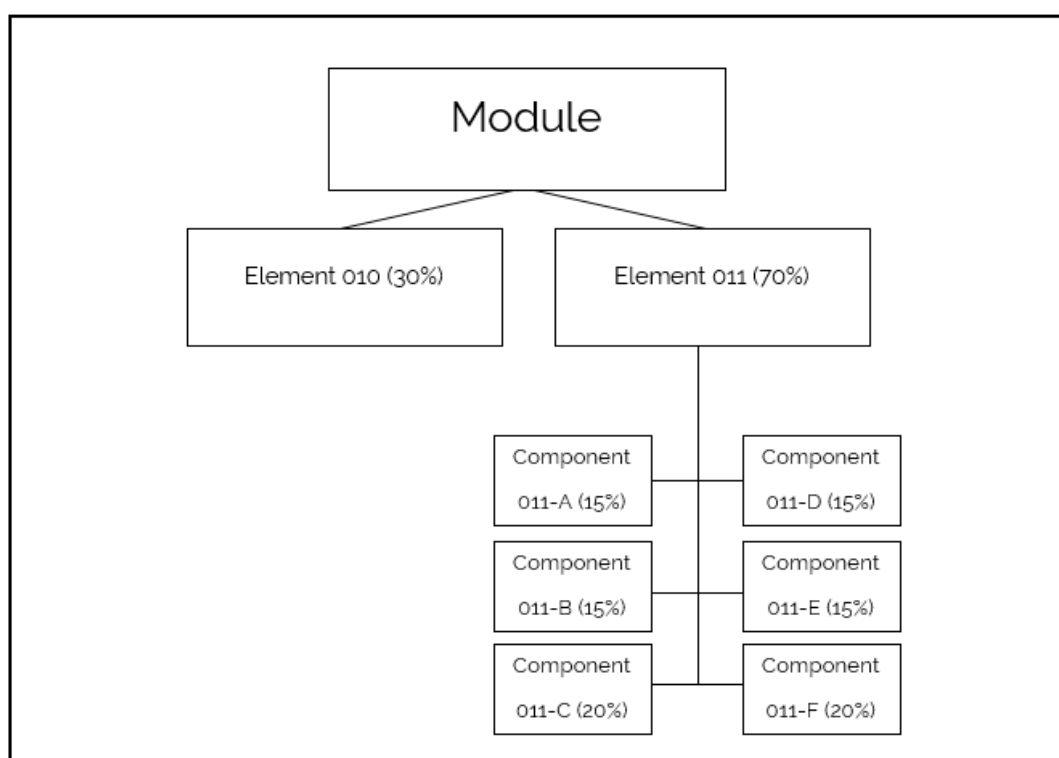 Module
Element 010 (30%)
Element 011 (70%)
Component
011-A (15%)
Component
011-D (15%)
Component
011-B (15%)
Component
011-E (15%)
Component
011-C (20%)
Component
011-F (20%)